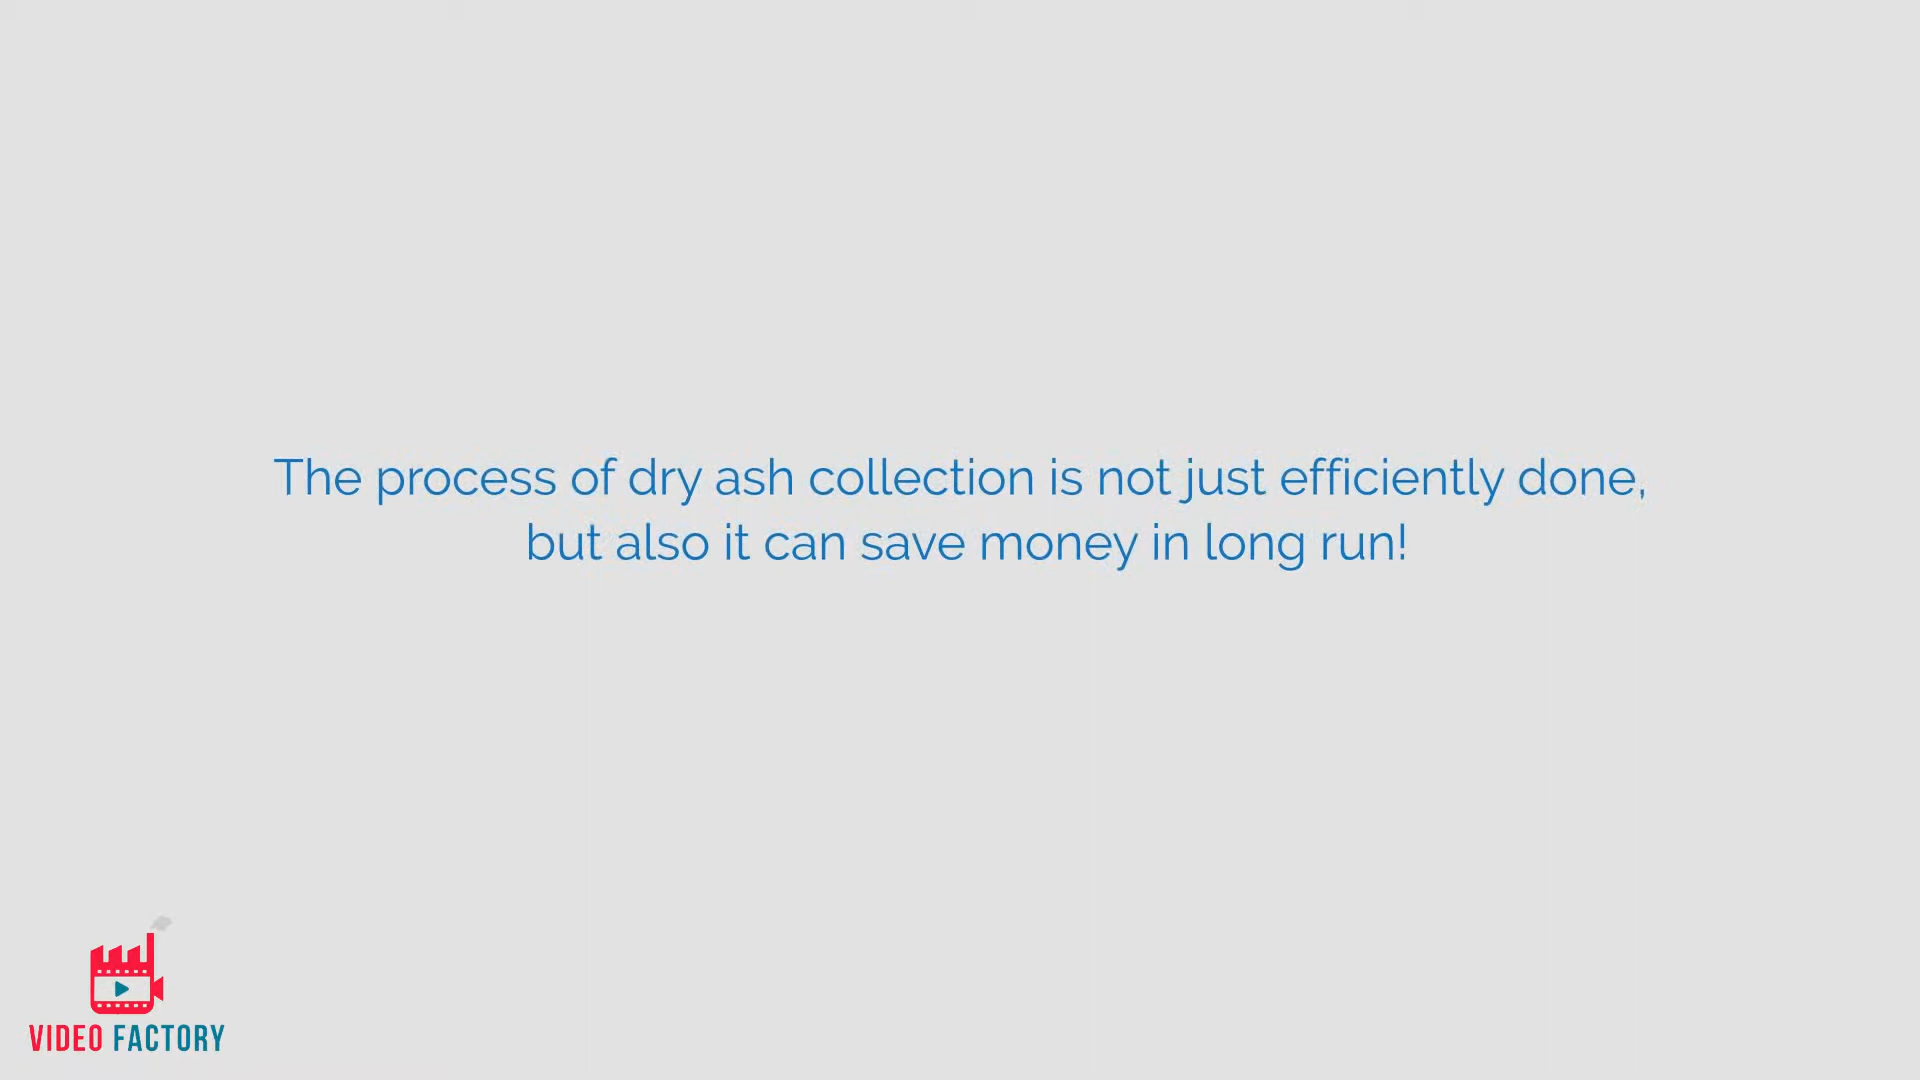 The process of dry ash collection is not just efficiently done,
but also it can save money in long run!
VIDEO FACTORY